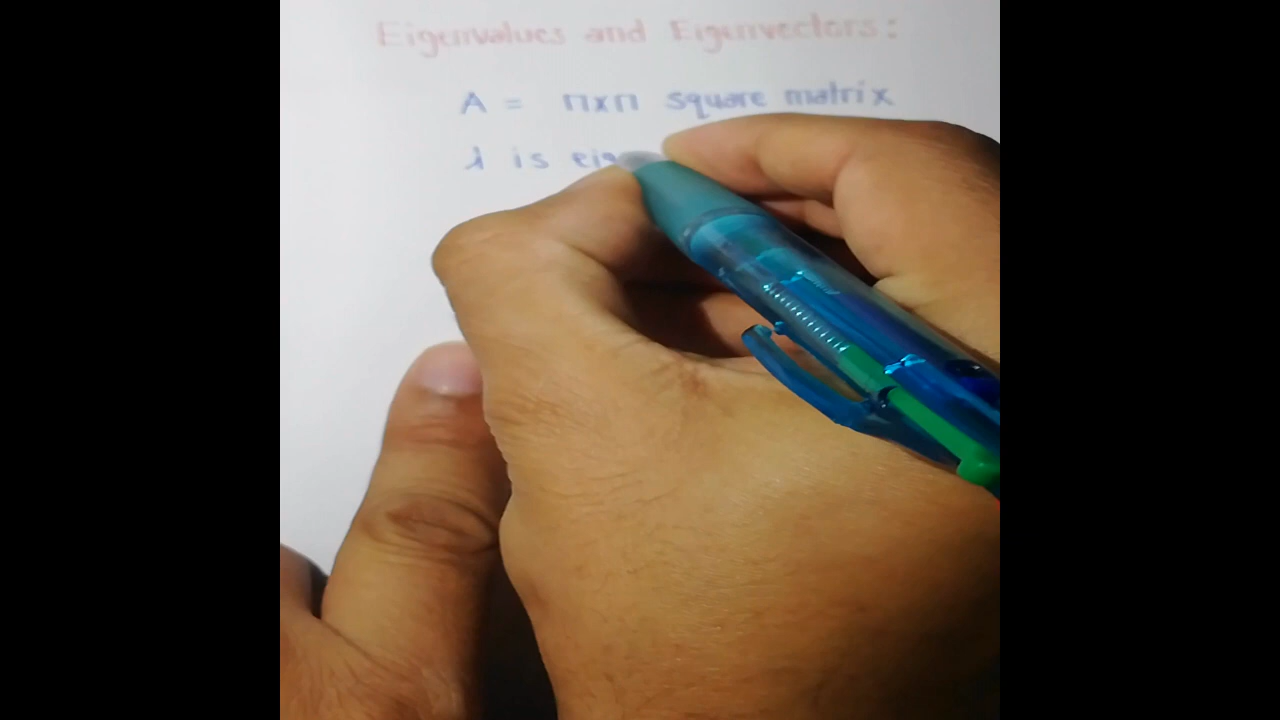 Eigenvalues and Eigenvectors:
A = nxn square matrix
λ is